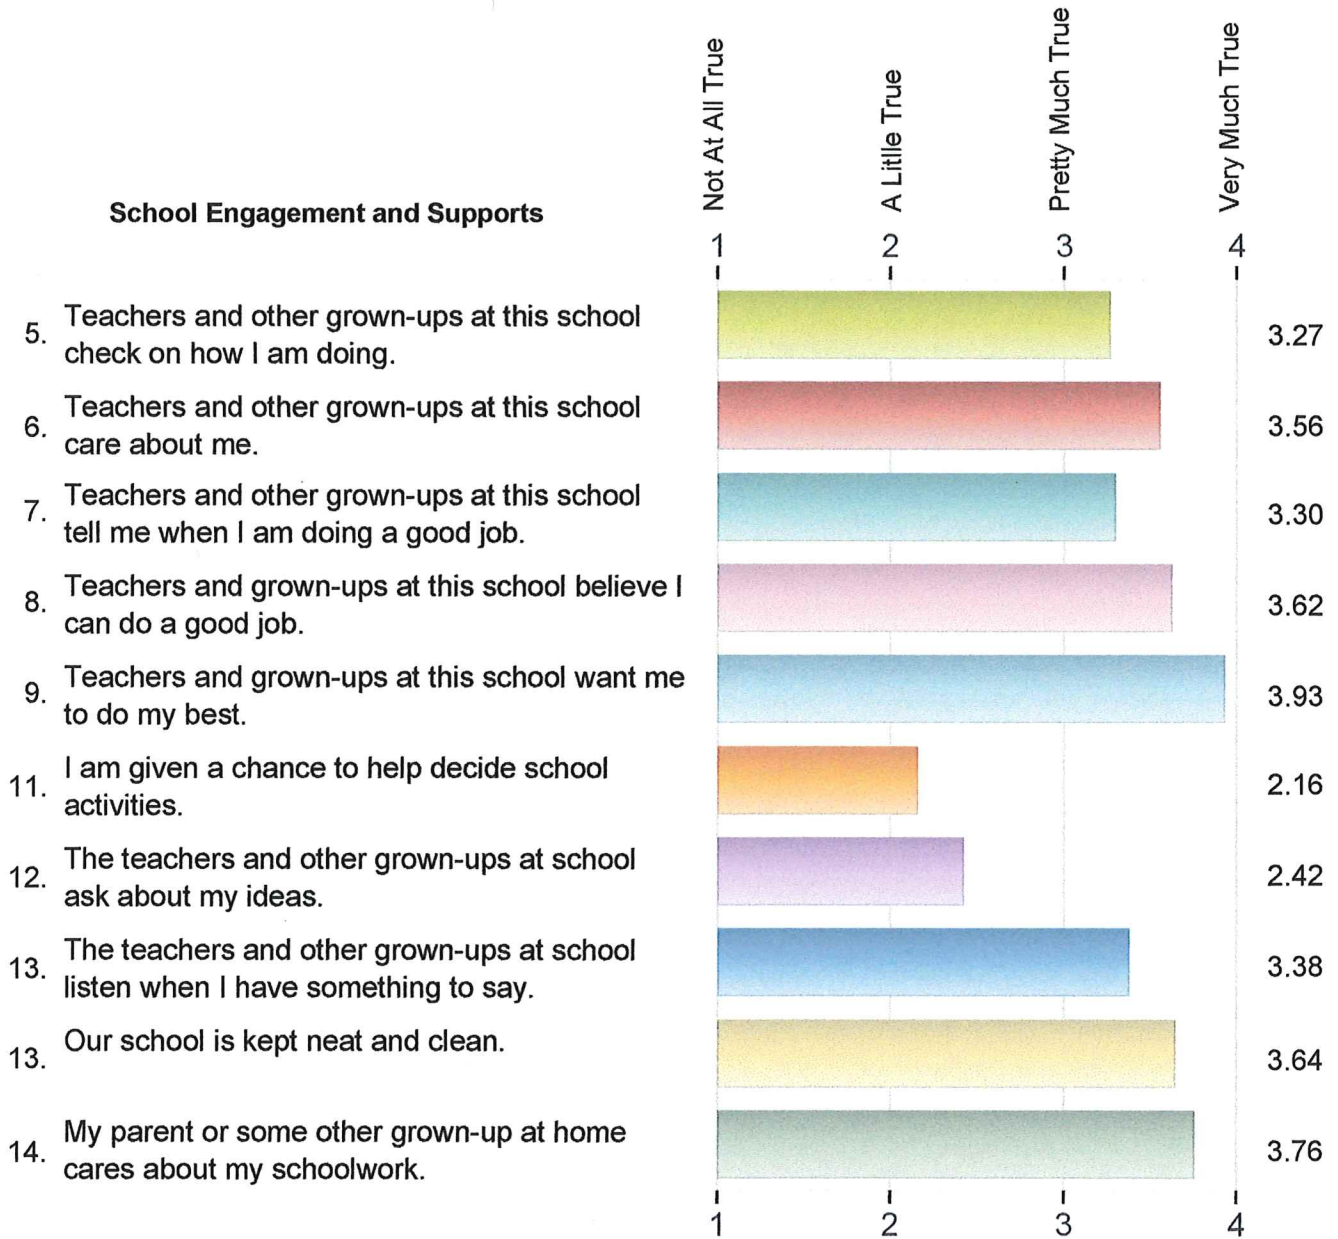 Not At All True
A Little True
Pretty Much True
Very Much True
School Engagement and Supports
1 2 3 4
5. Teachers and other grown-ups at this school
check on how I am doing.
3.27
6. Teachers and other grown-ups at this school
care about me.
3.56
7. Teachers and other grown-ups at this school
tell me when I am doing a good job.
3.30
8. Teachers and grown-ups at this school believe I
can do a good job.
3.62
9. Teachers and grown-ups at this school want me
to do my best.
3.93
11. I am given a chance to help decide school
activities.
2.16
12. The teachers and other grown-ups at school
ask about my ideas.
2.42
13. The teachers and other grown-ups at school
listen when I have something to say.
3.38
13. Our school is kept neat and clean.
3.64
14. My parent or some other grown-up at home
cares about my schoolwork.
3.76
1 2 3 4